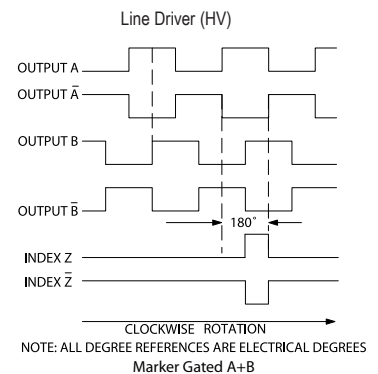 Line Driver (HV)
OUTPUT A
OUTPUT A̅
OUTPUT B
OUTPUT B̅
180˚
INDEX Z
INDEX Z̅
CLOCKWISE ROTATION
NOTE: ALL DEGREE REFERENCES ARE ELECTRICAL DEGREES
Marker Gated A+B